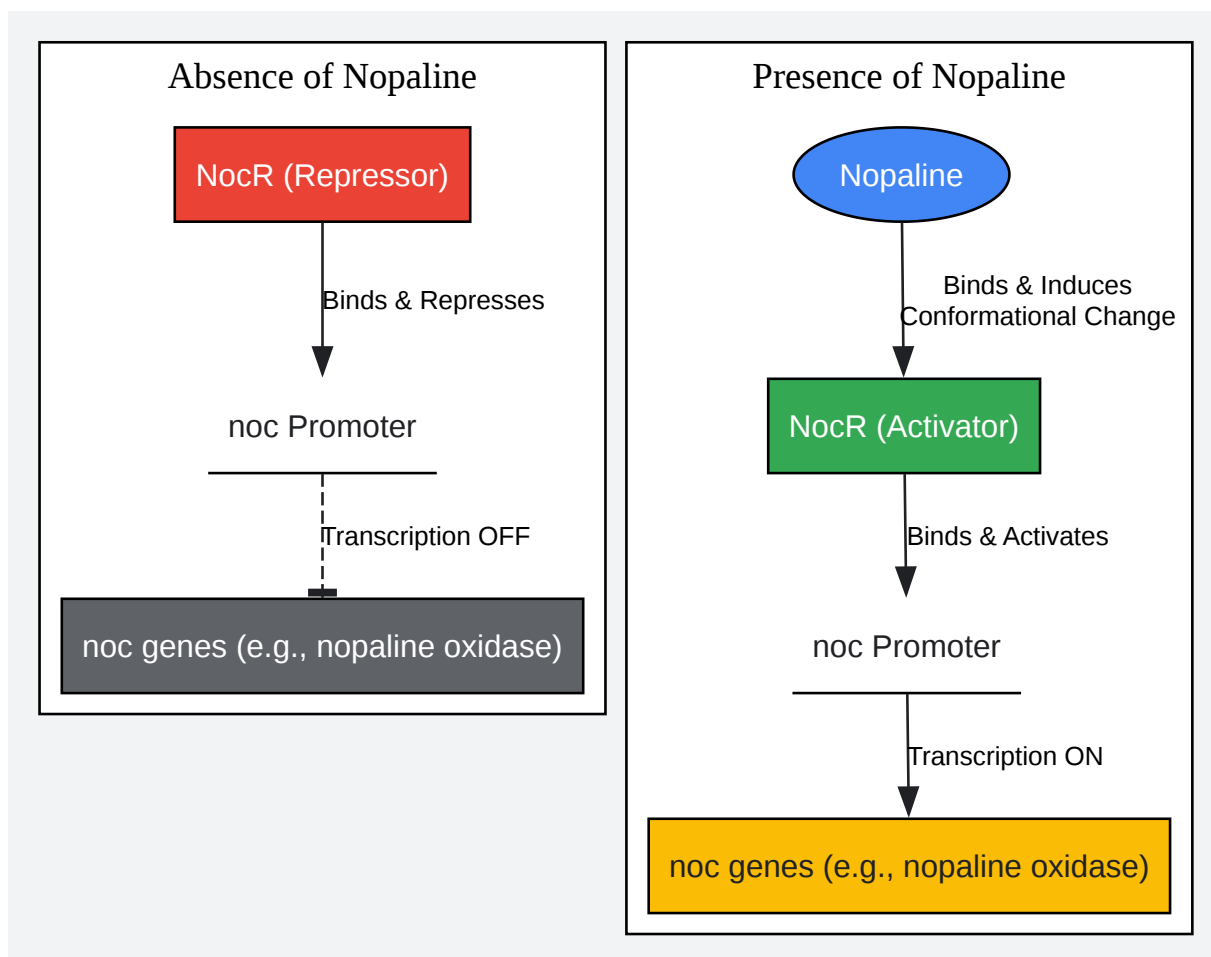 Absence of Nopaline
NocR (Repressor)
Binds & Represses
noc Promoter
Transcription OFF
noc genes (e.g., nopaline oxidase)
Presence of Nopaline
Nopaline
Binds & Induces
Conformational Change
NocR (Activator)
Binds & Activates
noc Promoter
Transcription ON
noc genes (e.g., nopaline oxidase)